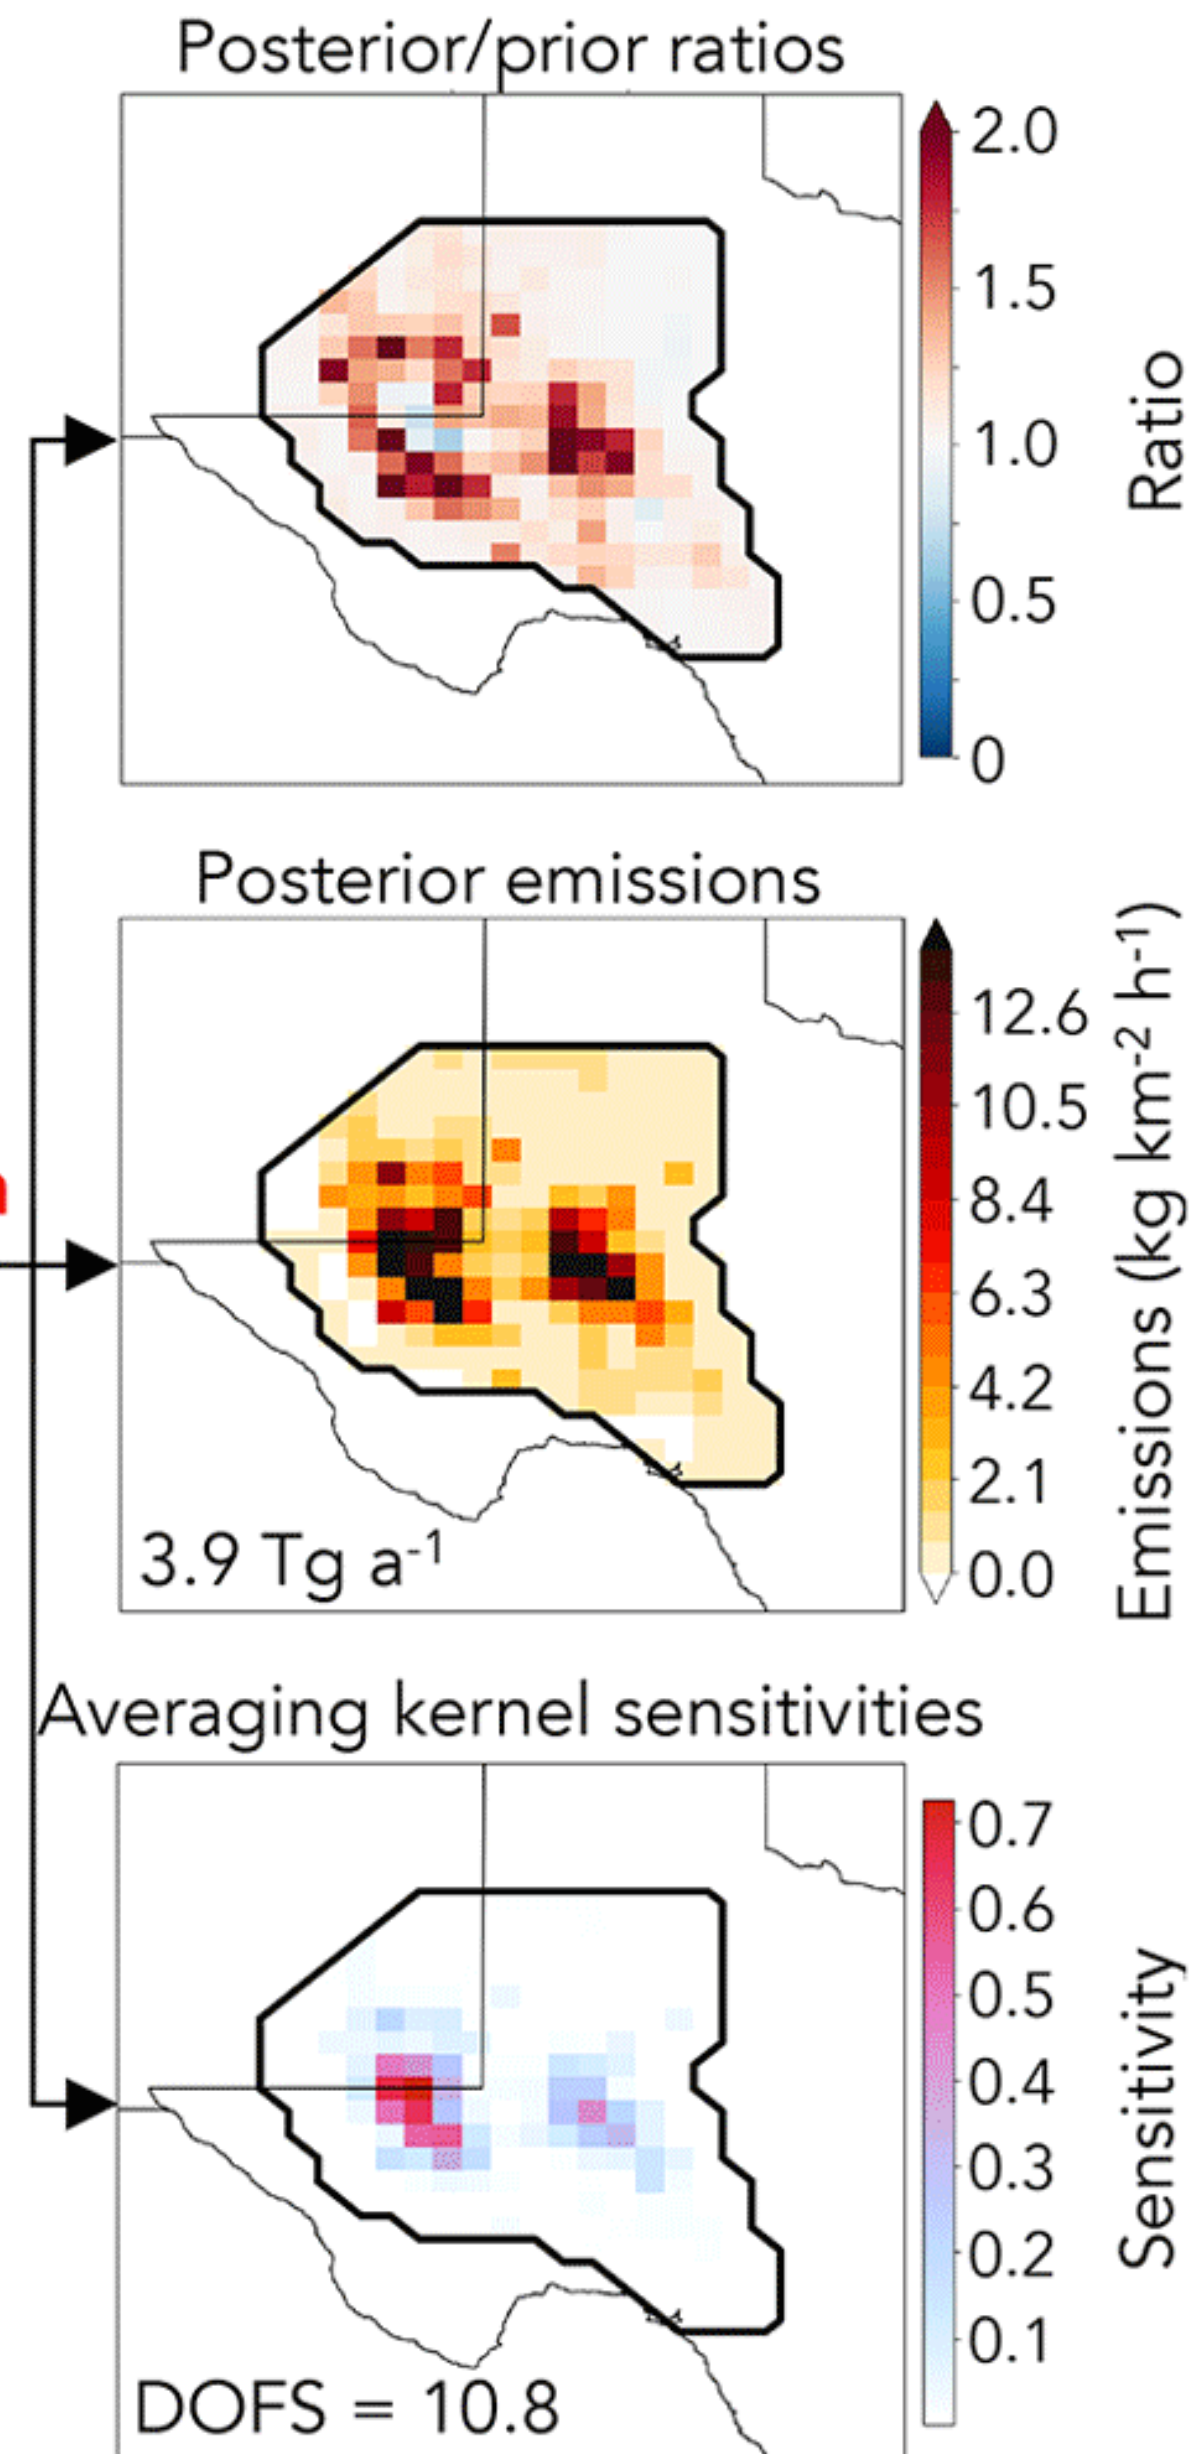 Posterior/prior ratios
2.0
1.5
1.0
0.5
0
Ratio
Posterior emissions
12.6
10.5
8.4
6.3
4.2
2.1
0.0
Emissions (kg km⁻² h⁻¹)
3.9 Tg a⁻¹
Averaging kernel sensitivities
0.7
0.6
0.5
0.4
0.3
0.2
0.1
Sensitivity
DOFS = 10.8